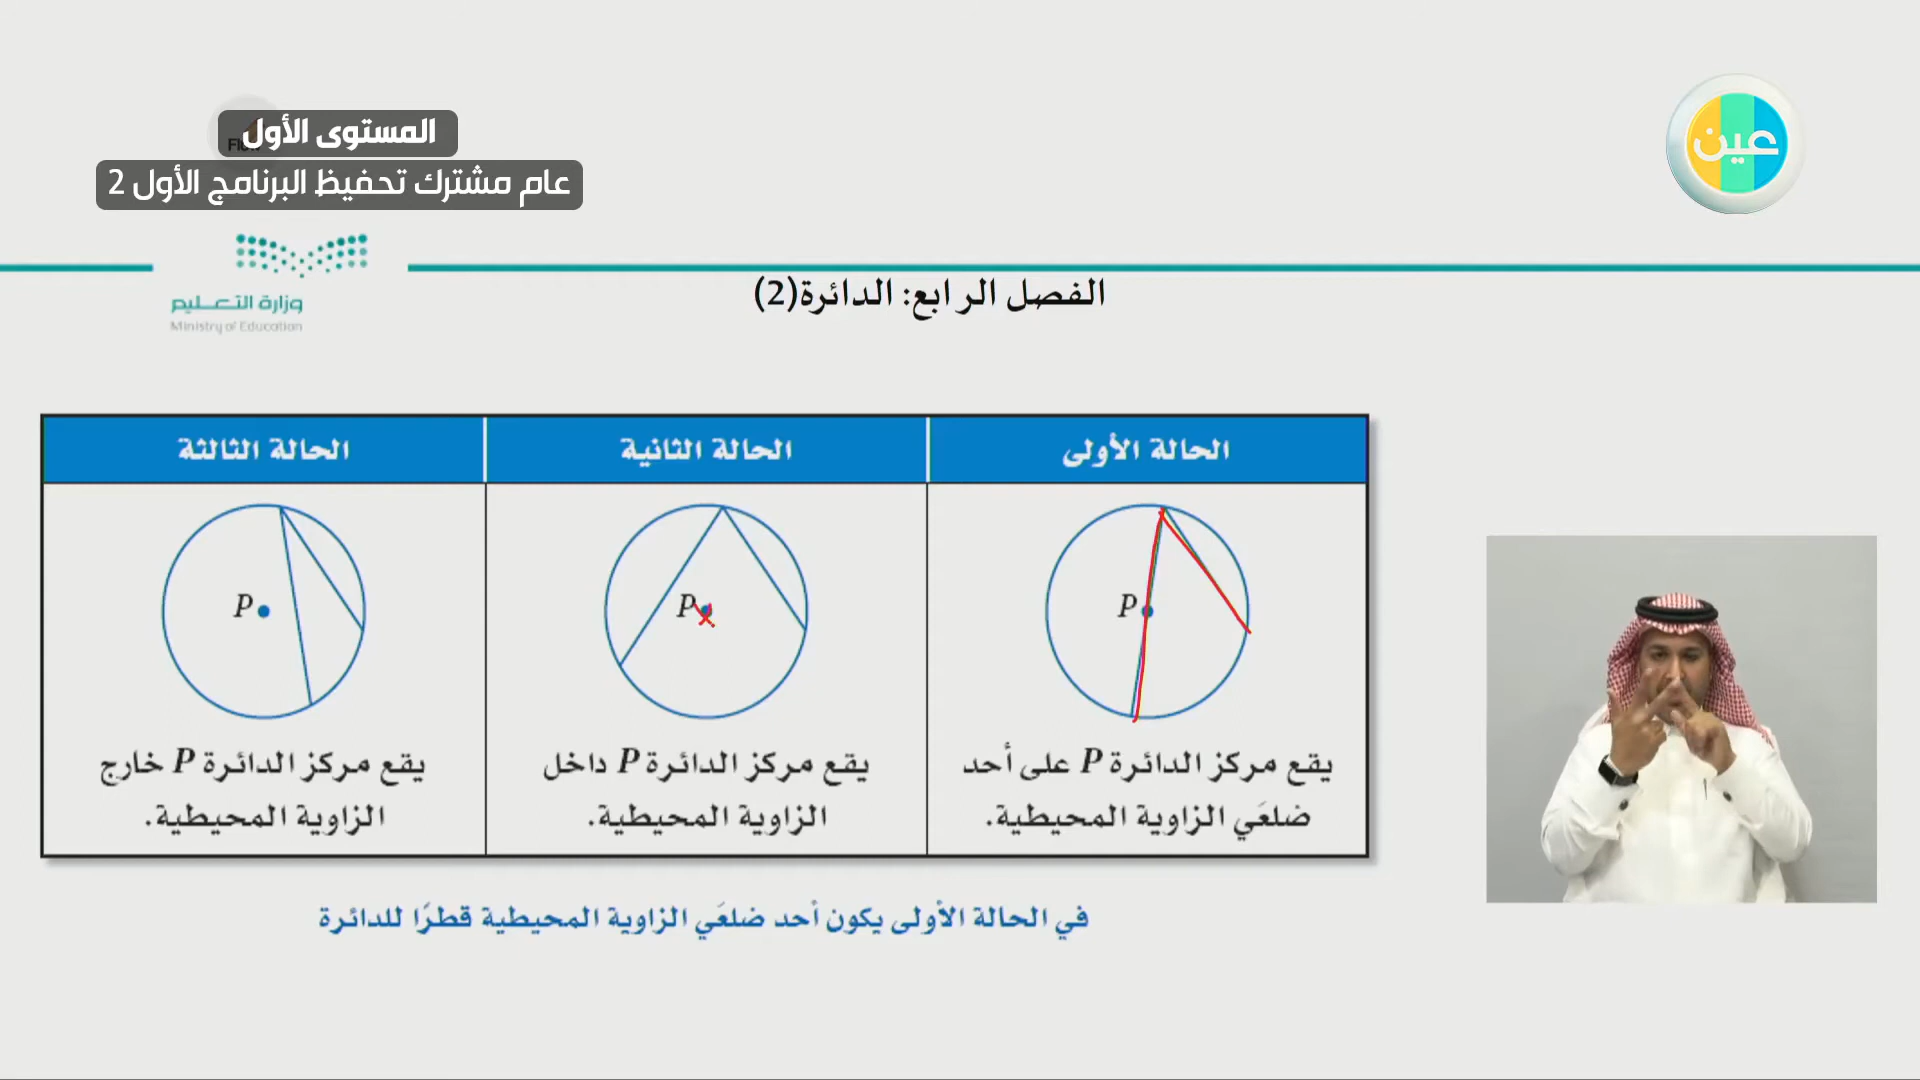 المستوى الأول
عام مشترك تحفيظ البرنامج الأول 2
عين
وزارة التعليم
Ministry of Education
الفصل الرابع: الدائرة(2)
الحالة الأولى
الحالة الثانية
الحالة الثالثة
P
P
P
يقع مركز الدائرة P على أحد
ضلعَي الزاوية المحيطية.
يقع مركز الدائرة P داخل
الزاوية المحيطية.
يقع مركز الدائرة P خارج
الزاوية المحيطية.
في الحالة الأولى يكون أحد ضلعَي الزاوية المحيطية قطرًا للدائرة